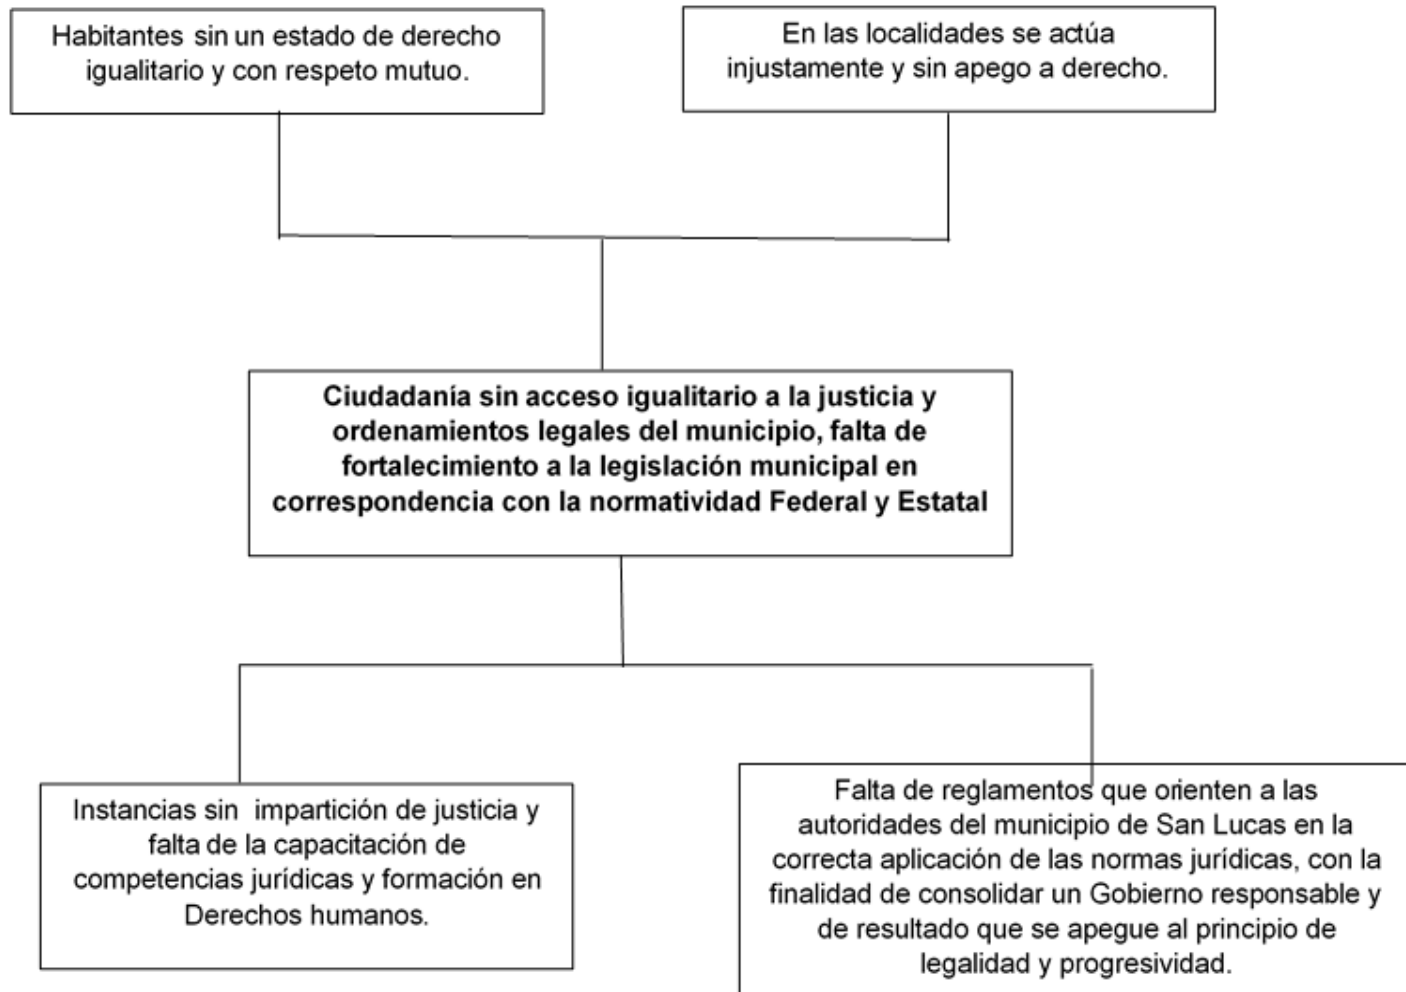 Habitantes sin un estado de derecho
igualitario y con respeto mutuo.
En las localidades se actúa
injustamente y sin apego a derecho.
Ciudadanía sin acceso igualitario a la justicia y
ordenamientos legales del municipio, falta de
fortalecimiento a la legislación municipal en
correspondencia con la normatividad Federal y Estatal
Instancias sin impartición de justicia y
falta de la capacitación de
competencias jurídicas y formación en
Derechos humanos.
Falta de reglamentos que orienten a las
autoridades del municipio de San Lucas en la
correcta aplicación de las normas jurídicas, con la
finalidad de consolidar un Gobierno responsable y
de resultado que se apegue al principio de
legalidad y progresividad.